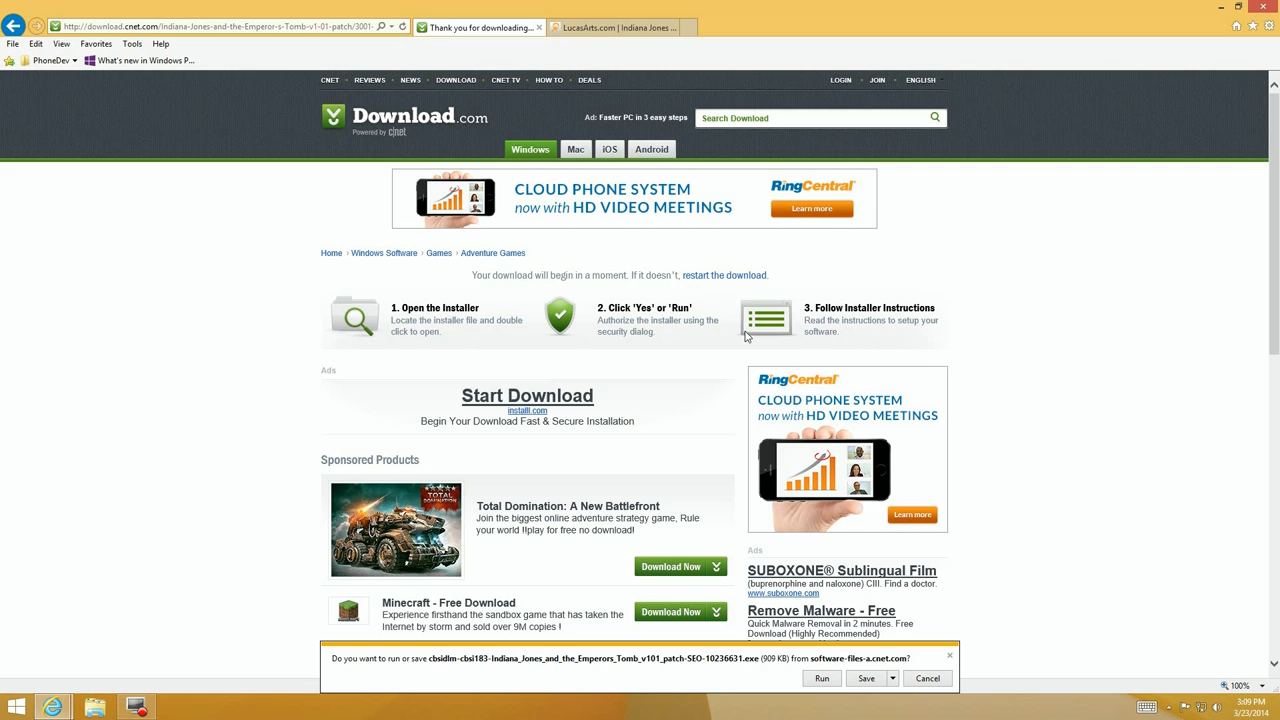 http://download.cnet.com/Indiana-Jones-and-the-Emperor-s-Tomb-v1-01-patch/3001-
Thank you for downloading...
LucasArts.com | Indiana Jones ...
File Edit View Favorites Tools Help
PhoneDev
What's new in Windows P...
CNET REVIEWS NEWS DOWNLOAD CNET TV HOW TO DEALS LOGIN JOIN ENGLISH
Download.com
Powered by c|net
Ad: Faster PC in 3 easy steps
Search Download
Windows Mac iOS Android
CLOUD PHONE SYSTEM
now with HD VIDEO MEETINGS
RingCentral
Learn more
Home › Windows Software › Games › Adventure Games
Your download will begin in a moment. If it doesn't, restart the download.
1. Open the Installer
Locate the installer file and double
click to open.
2. Click 'Yes' or 'Run'
Authorize the installer using the
security dialog.
3. Follow Installer Instructions
Read the instructions to setup your
software.
Ads
Start Download
installl.com
Begin Your Download Fast & Secure Installation
RingCentral
CLOUD PHONE SYSTEM
now with HD VIDEO MEETINGS
Learn more
Sponsored Products
TOTAL
DOMINATION
Total Domination: A New Battlefront
Join the biggest online adventure strategy game, Rule
your world !!play for free no download!
Download Now
Minecraft - Free Download
Experience firsthand the sandbox game that has taken the
Internet by storm and sold over 9M copies !
Download Now
Ads
SUBOXONE® Sublingual Film
(buprenorphine and naloxone) CIII. Find a doctor.
www.suboxone.com
Remove Malware - Free
Quick Malware Removal in 2 minutes. Free
Download (Highly Recommended)
Do you want to run or save cbsidlm-cbsi183-Indiana_Jones_and_the_Emperors_Tomb_v101_patch-SEO-10236631.exe (909 KB) from software-files-a.cnet.com?
Run Save Cancel
100%
3:09 PM
3/23/2014